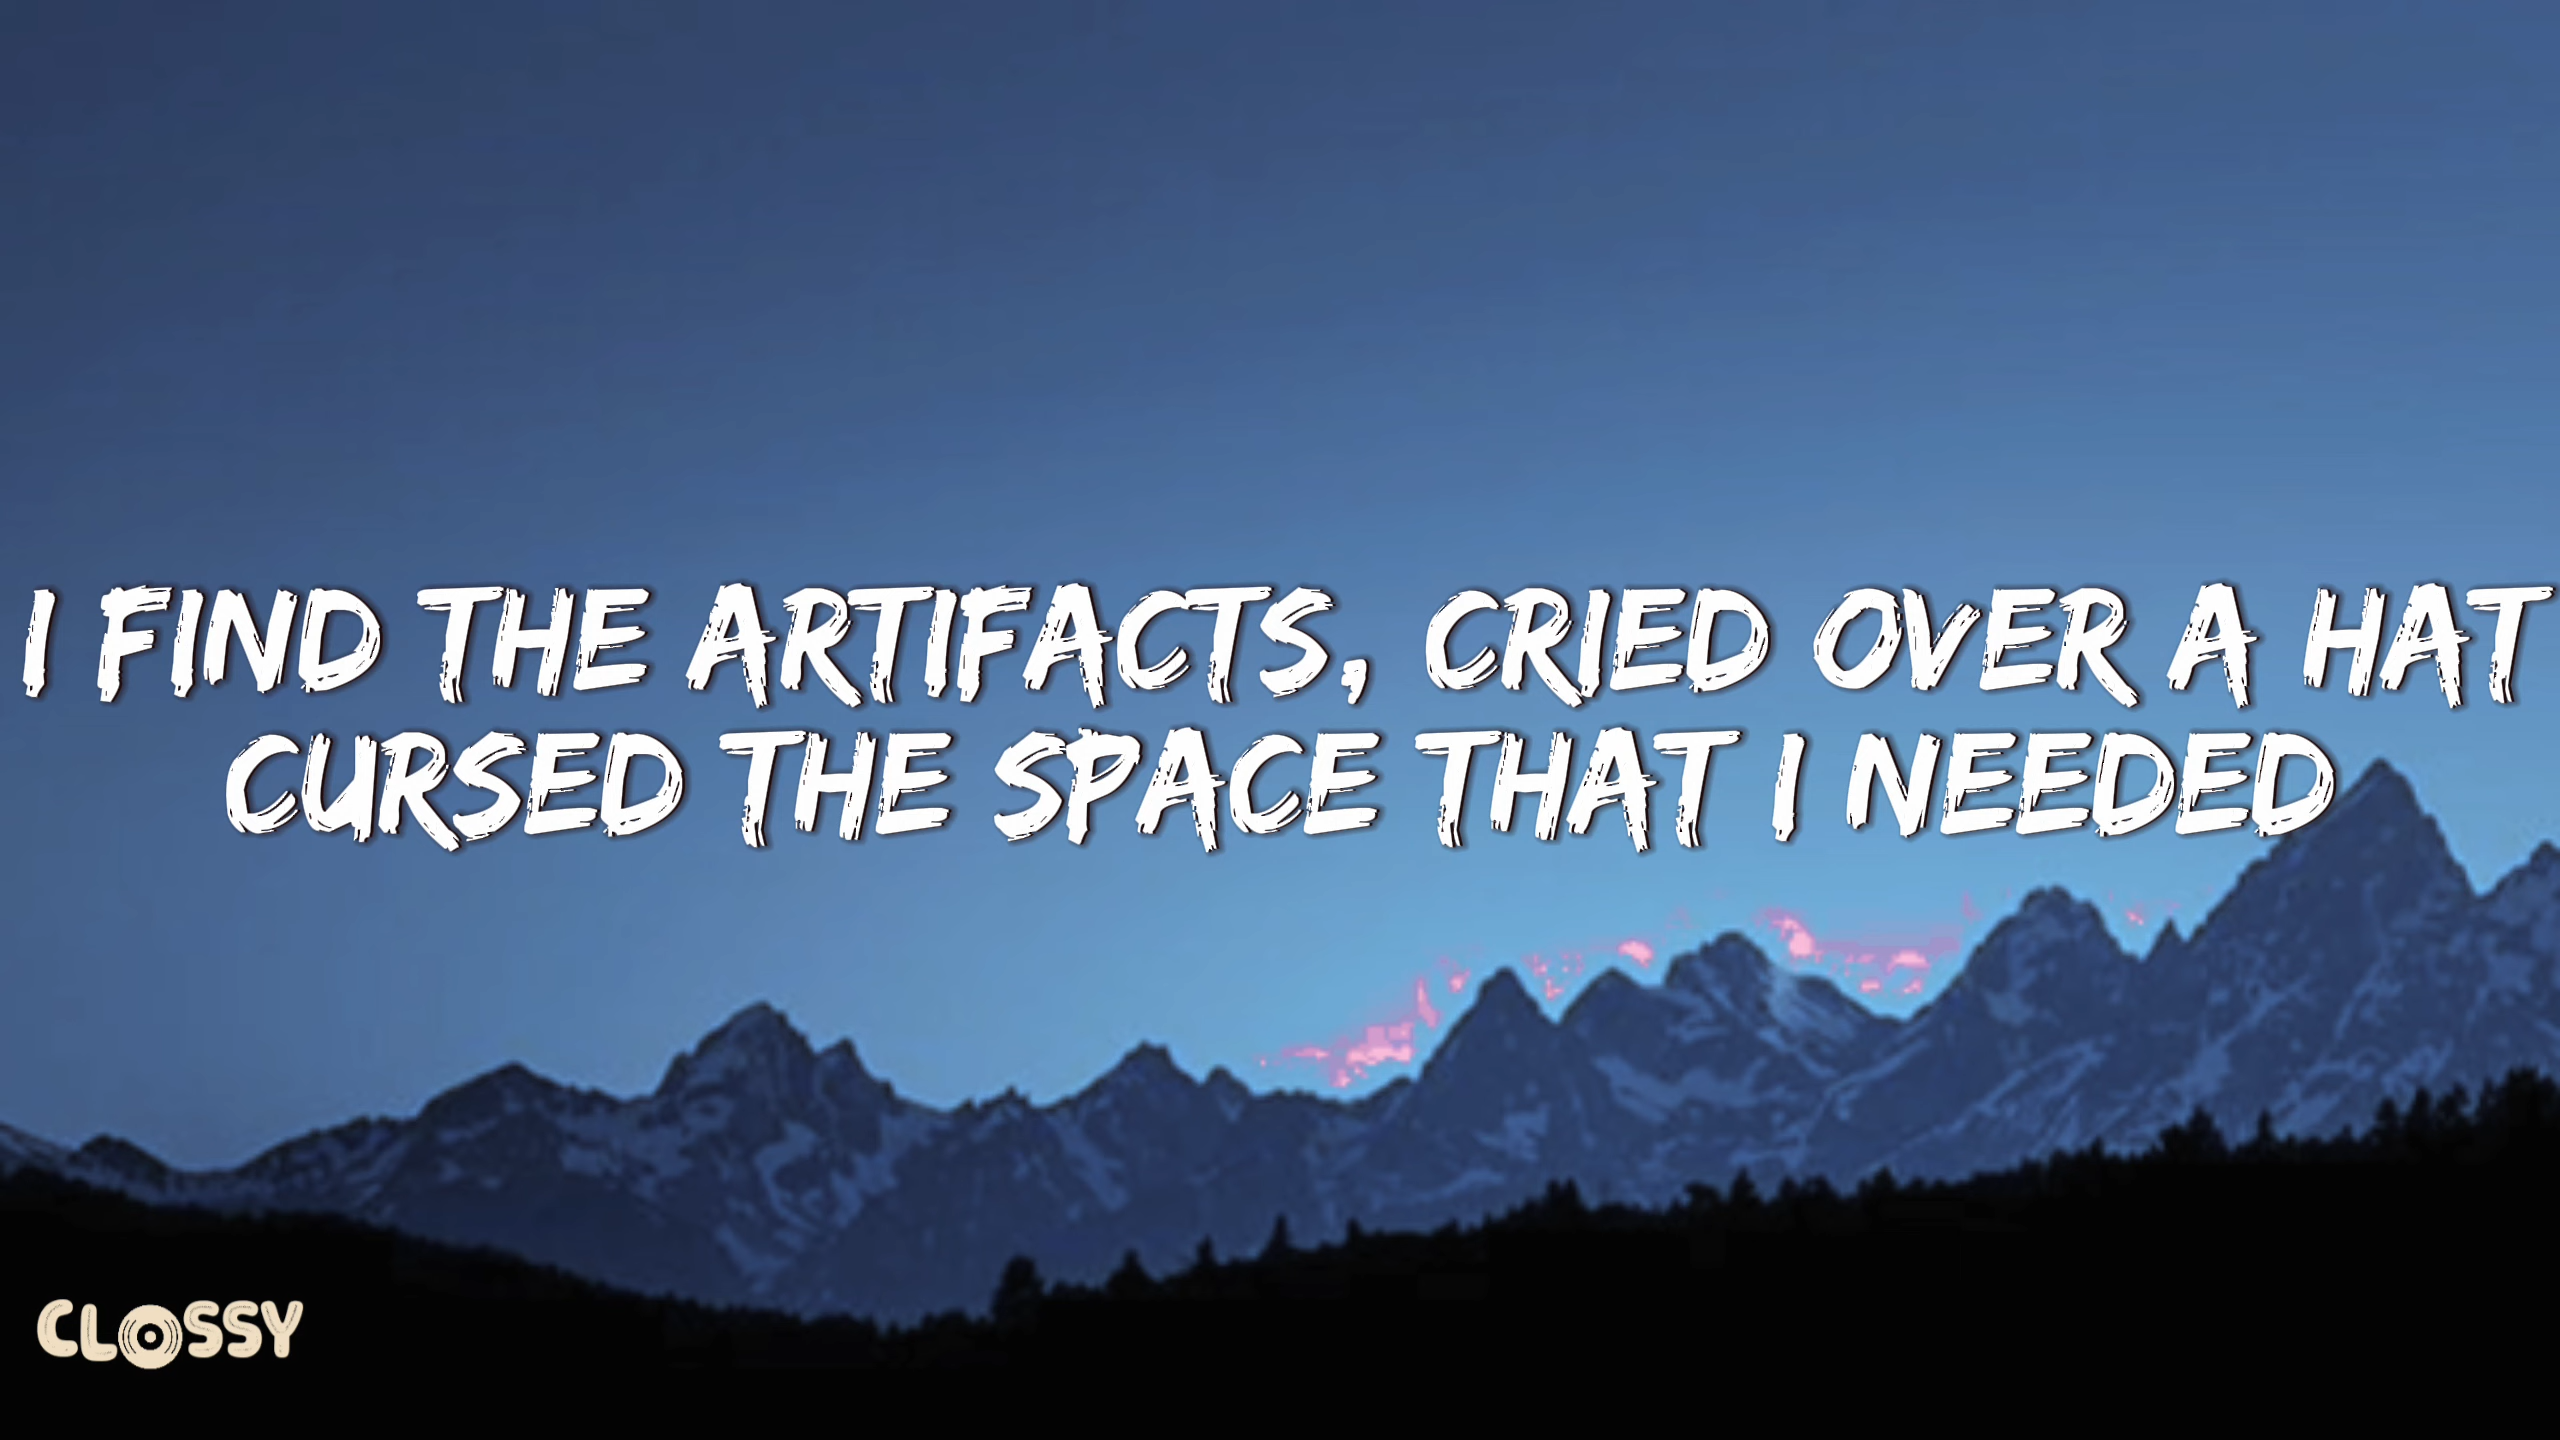 I FIND THE ARTIFACTS, CRIED OVER A HAT
CURSED THE SPACE THAT I NEEDED
CLOSSY